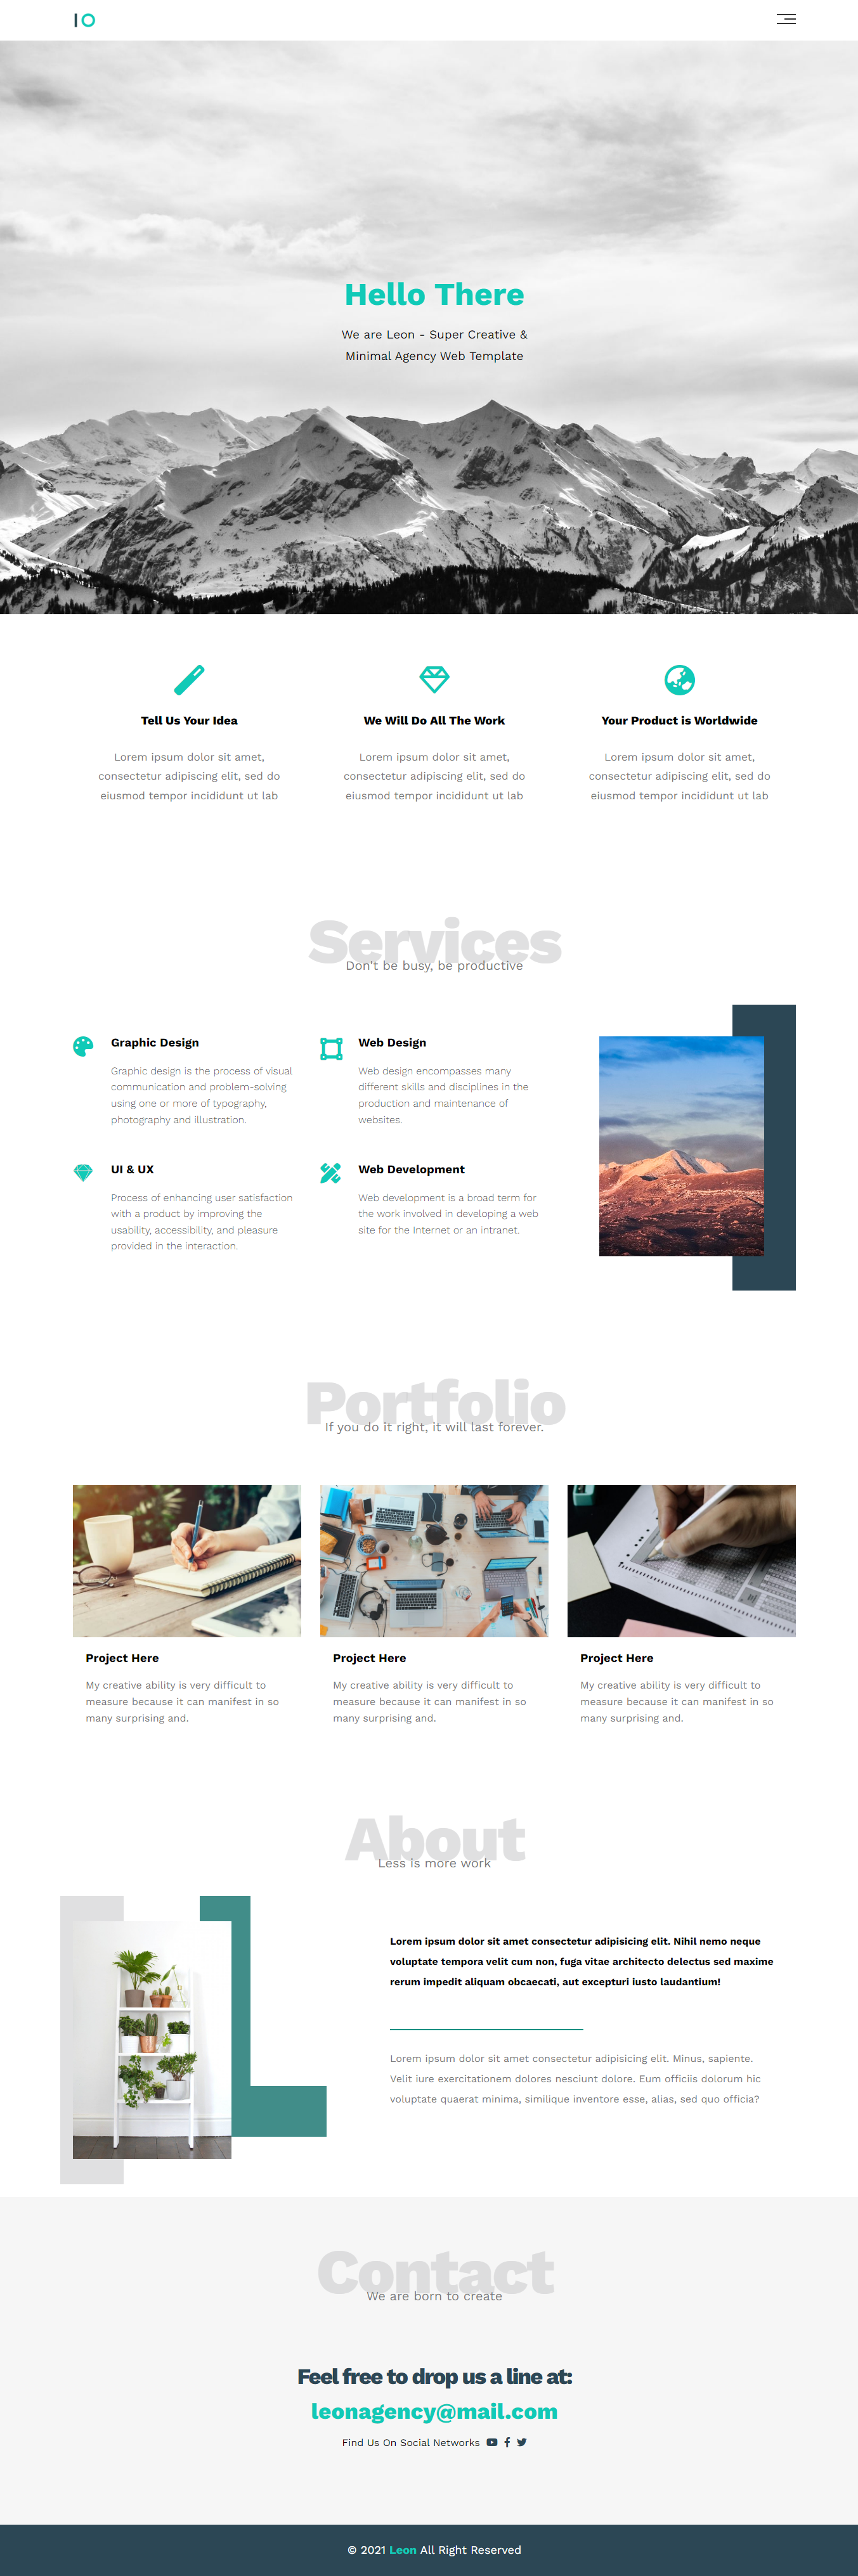 IO
Hello There
We are Leon - Super Creative &
Minimal Agency Web Template
Tell Us Your Idea
Lorem ipsum dolor sit amet,
consectetur adipiscing elit, sed do
eiusmod tempor incididunt ut lab
We Will Do All The Work
Lorem ipsum dolor sit amet,
consectetur adipiscing elit, sed do
eiusmod tempor incididunt ut lab
Your Product is Worldwide
Lorem ipsum dolor sit amet,
consectetur adipiscing elit, sed do
eiusmod tempor incididunt ut lab
Services
Don't be busy, be productive
Graphic Design
Graphic design is the process of visual
communication and problem-solving
using one or more of typography,
photography and illustration.
Web Design
Web design encompasses many
different skills and disciplines in the
production and maintenance of
websites.
UI & UX
Process of enhancing user satisfaction
with a product by improving the
usability, accessibility, and pleasure
provided in the interaction.
Web Development
Web development is a broad term for
the work involved in developing a web
site for the Internet or an intranet.
Portfolio
If you do it right, it will last forever.
Project Here
My creative ability is very difficult to
measure because it can manifest in so
many surprising and.
Project Here
My creative ability is very difficult to
measure because it can manifest in so
many surprising and.
Project Here
My creative ability is very difficult to
measure because it can manifest in so
many surprising and.
About
Less is more work
Lorem ipsum dolor sit amet consectetur adipisicing elit. Nihil nemo neque
voluptate tempora velit cum non, fuga vitae architecto delectus sed maxime
rerum impedit aliquam obcaecati, aut excepturi iusto laudantium!
Lorem ipsum dolor sit amet consectetur adipisicing elit. Minus, sapiente.
Velit iure exercitationem dolores nesciunt dolore. Eum officiis dolorum hic
voluptate quaerat minima, similique inventore esse, alias, sed quo officia?
Contact
We are born to create
Feel free to drop us a line at:
leonagency@mail.com
Find Us On Social Networks
© 2021 Leon All Right Reserved